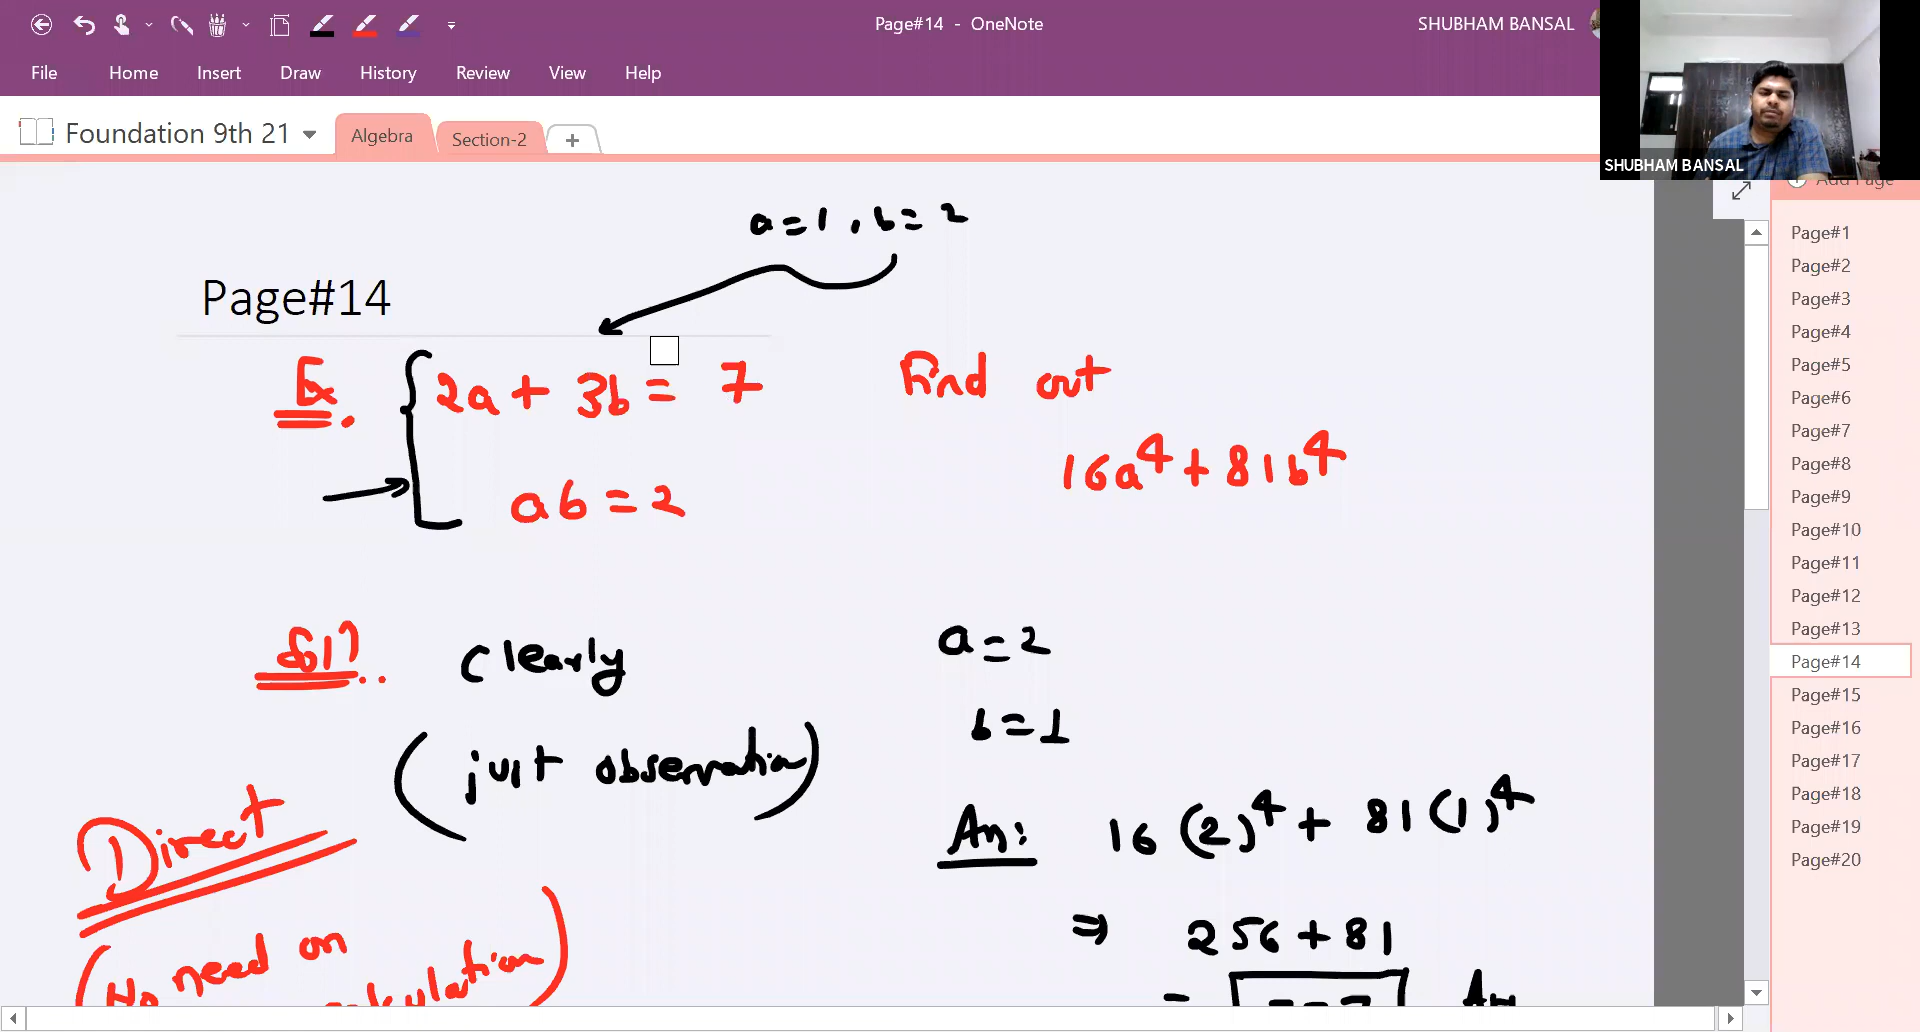 Page#14 - OneNote
SHUBHAM BANSAL
File Home Insert Draw History Review View Help
SHUBHAM BANSAL
Foundation 9th 21
Algebra
Section-2
+
Add Page
a = 1, b = 2
Page#14
Ex. 2a + 3b = 7
Find out
16a⁴ + 81b⁴
ab = 2
Clearly
a = 2
b = 1
(just observation)
Direct
An: 16 (2)⁴ + 81 (1)⁴
⇒ 256 + 81
(No need on
=
Page#1
Page#2
Page#3
Page#4
Page#5
Page#6
Page#7
Page#8
Page#9
Page#10
Page#11
Page#12
Page#13
Page#14
Page#15
Page#16
Page#17
Page#18
Page#19
Page#20